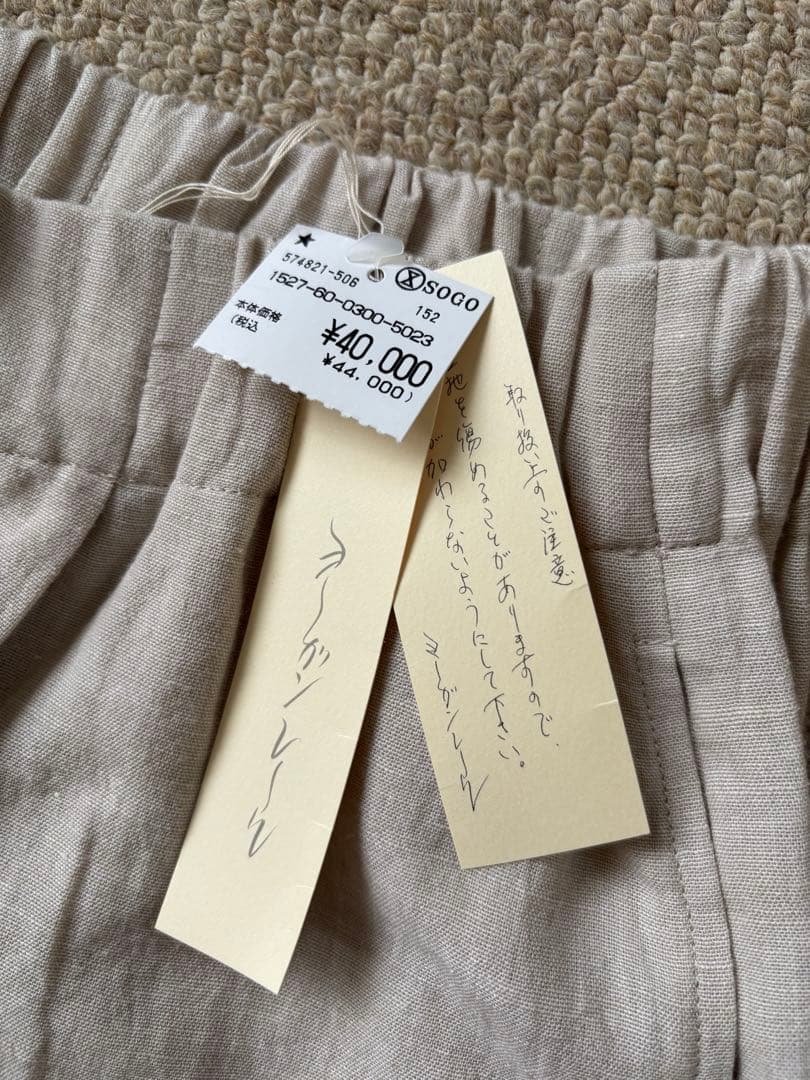 ★
SOGO
574821-506
152
1527-60-0300-5023
本体価格
¥40,000
(税込
¥44,000)
ヨーガンレール
取り扱い上のご注意
地を傷めることがありますので、
が加わらないようにして下さい。
ヨーガンレール